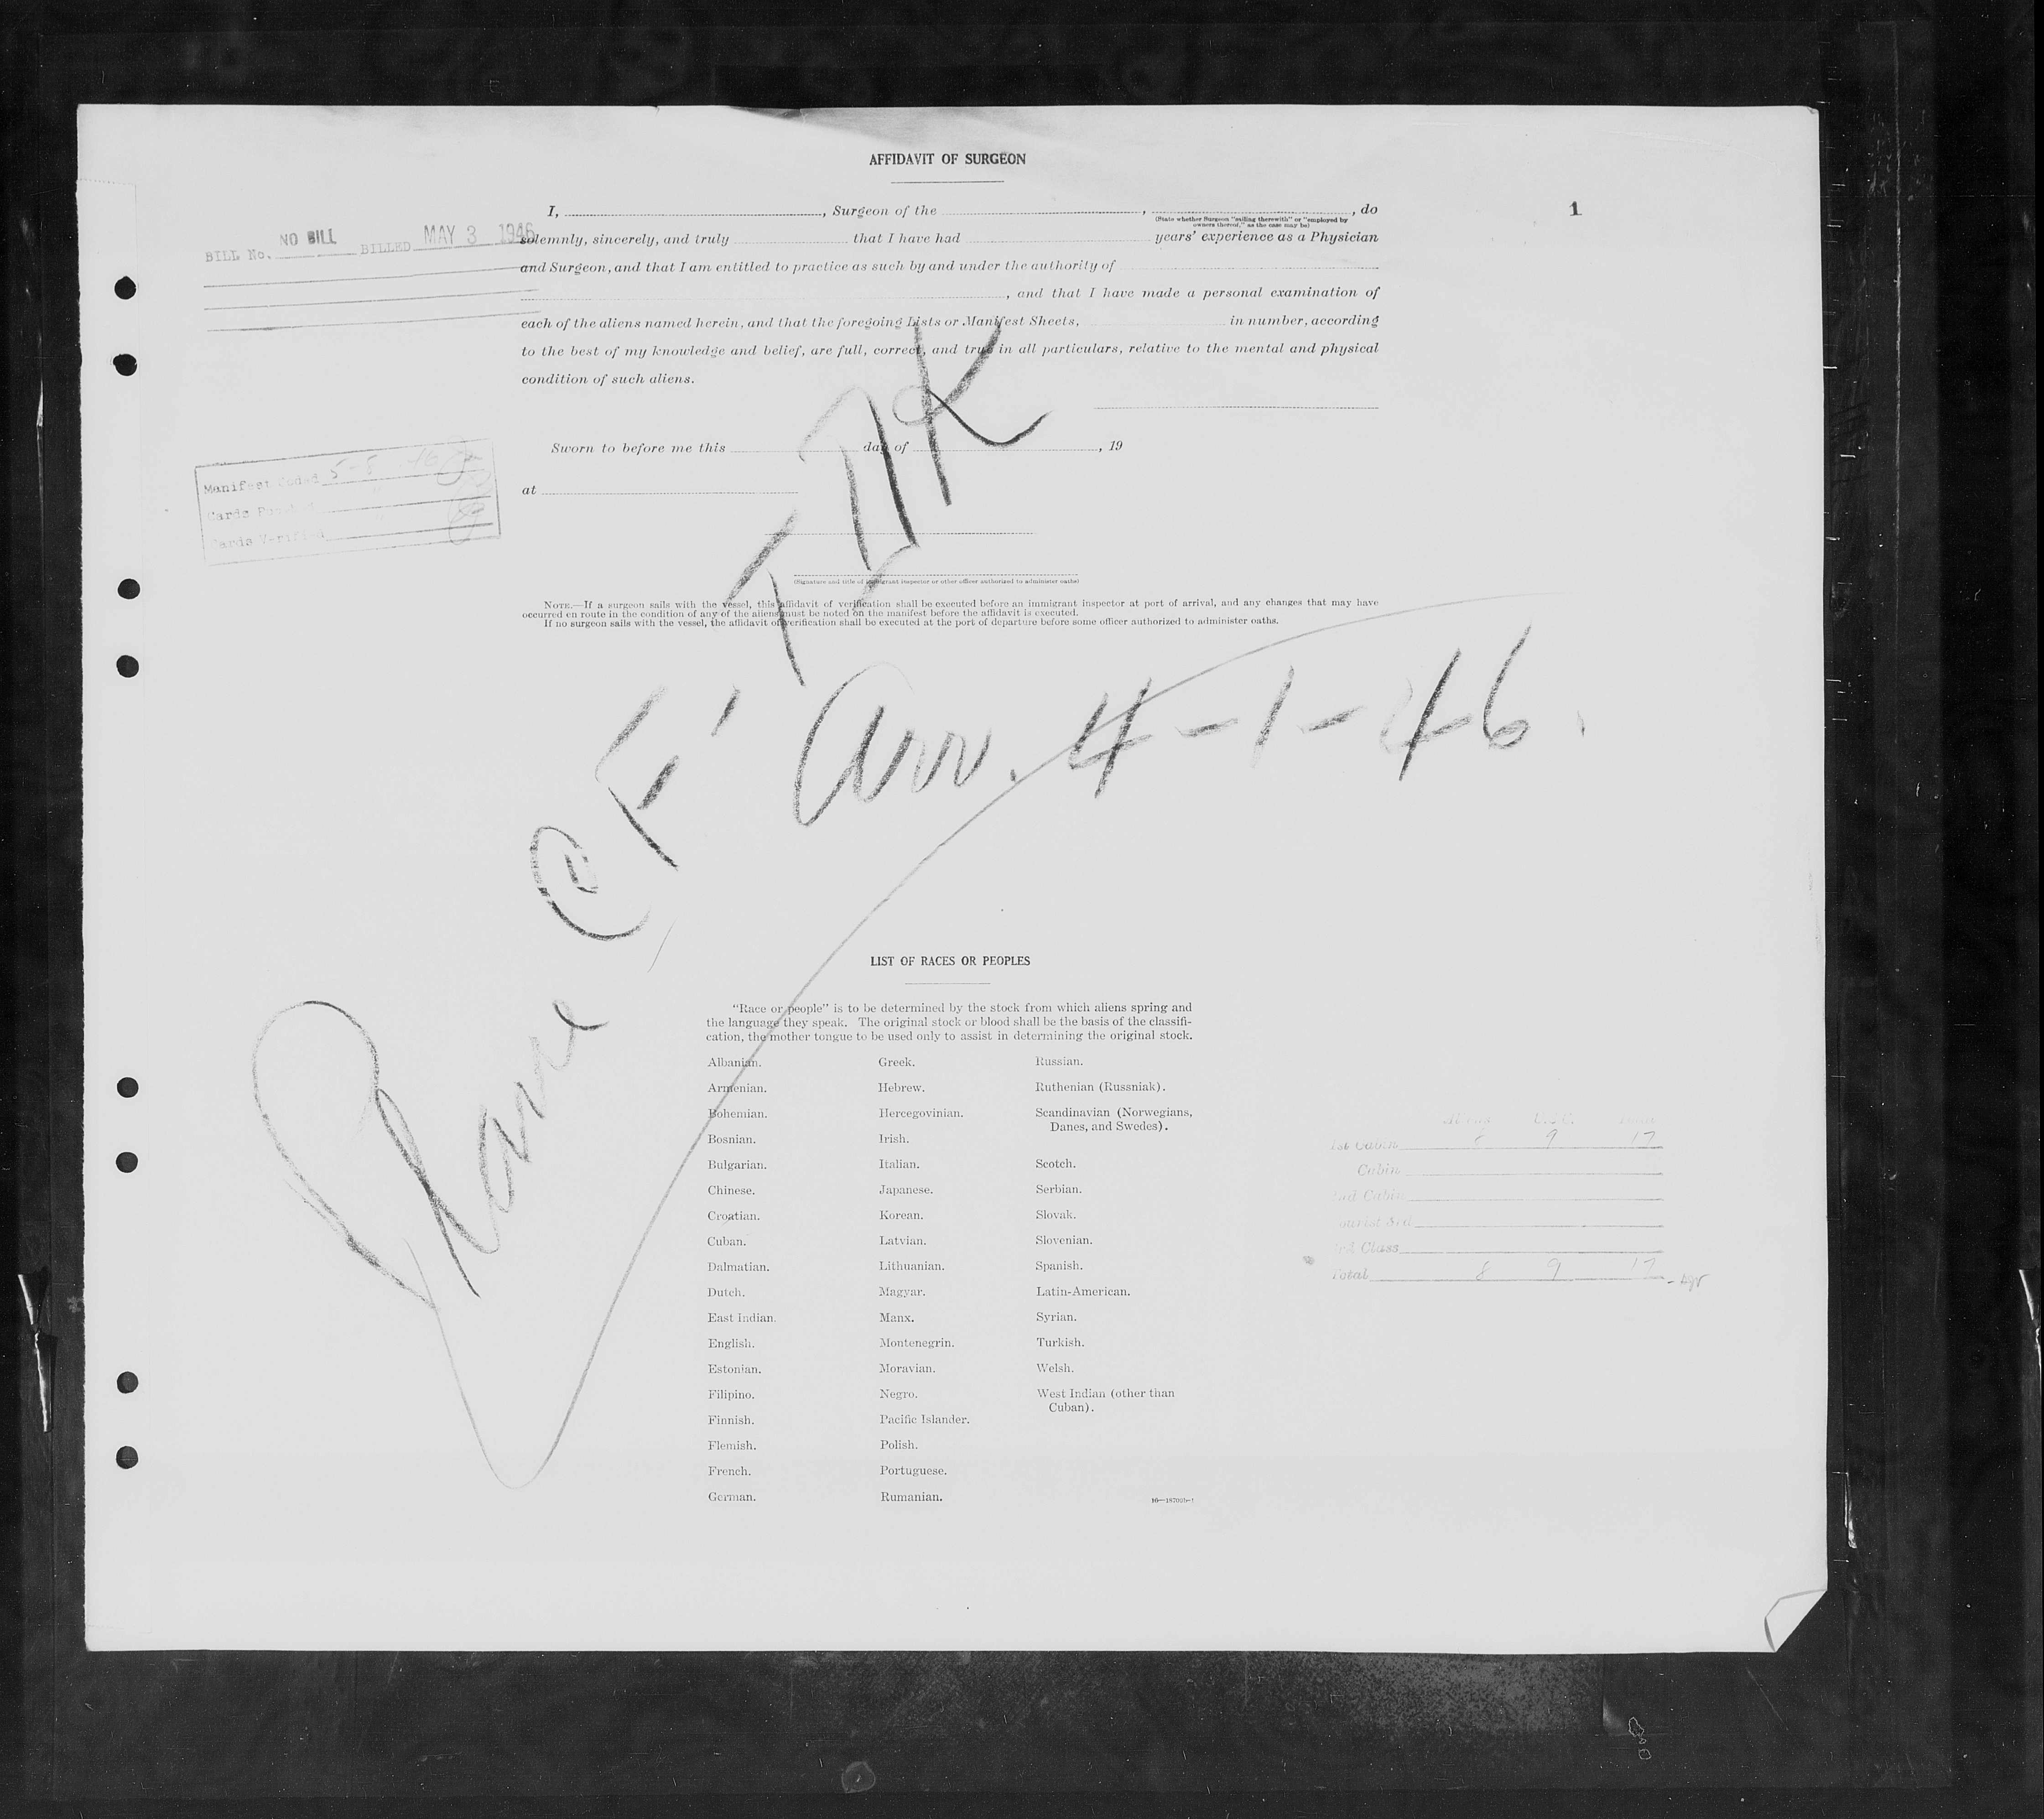 AFFIDAVIT OF SURGEON
1
I, , Surgeon of the , , do
(State whether Surgeon "sailing therewith" or "employed by
owners thereof," as the case may be)
BILL No. NO BILL BILLED MAY 3 1946
solemnly, sincerely, and truly that I have had years' experience as a Physician
and Surgeon, and that I am entitled to practice as such by and under the authority of
, and that I have made a personal examination of
each of the aliens named herein, and that the foregoing Lists or Manifest Sheets, in number, according
to the best of my knowledge and belief, are full, correct, and true in all particulars, relative to the mental and physical
condition of such aliens.
Sworn to before me this day of , 19
at
Manifest Coded 5-8
Cards
Cards Verified
(Signature and title of immigrant inspector or other officer authorized to administer oaths)
NOTE.—If a surgeon sails with the vessel, this affidavit of verification shall be executed before an immigrant inspector at port of arrival, and any changes that may have
occurred en route in the condition of any of the aliens must be noted on the manifest before the affidavit is executed.
If no surgeon sails with the vessel, the affidavit of verification shall be executed at the port of departure before some officer authorized to administer oaths.
Plane
Arr. 4-1-46.
LIST OF RACES OR PEOPLES
"Race or people" is to be determined by the stock from which aliens spring and
the language they speak. The original stock or blood shall be the basis of the classifi-
cation, the mother tongue to be used only to assist in determining the original stock.
Albanian.
Armenian.
Bohemian.
Bosnian.
Bulgarian.
Chinese.
Croatian.
Cuban.
Dalmatian.
Dutch.
East Indian.
English.
Estonian.
Filipino.
Finnish.
Flemish.
French.
German.
Greek.
Hebrew.
Hercegovinian.
Irish.
Italian.
Japanese.
Korean.
Latvian.
Lithuanian.
Magyar.
Manx.
Montenegrin.
Moravian.
Negro.
Pacific Islander.
Polish.
Portuguese.
Rumanian.
Russian.
Ruthenian (Russniak).
Scandinavian (Norwegians,
Danes, and Swedes).
Scotch.
Serbian.
Slovak.
Slovenian.
Spanish.
Latin-American.
Syrian.
Turkish.
Welsh.
West Indian (other than
Cuban).
1st Cabin 8 9 17
Cabin
2nd Cabin
Tourist 3rd
3rd Class
Total 8 9 17